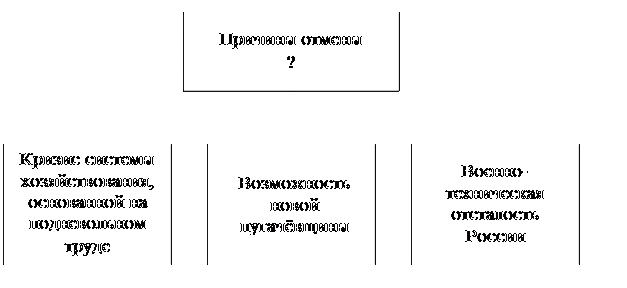 Причины отмены
?
Кризис системы
хозяйствования,
основанной на
подневольном
труде
Возможность
новой
пугачёвщины
Военно -
техническая
отсталость
России